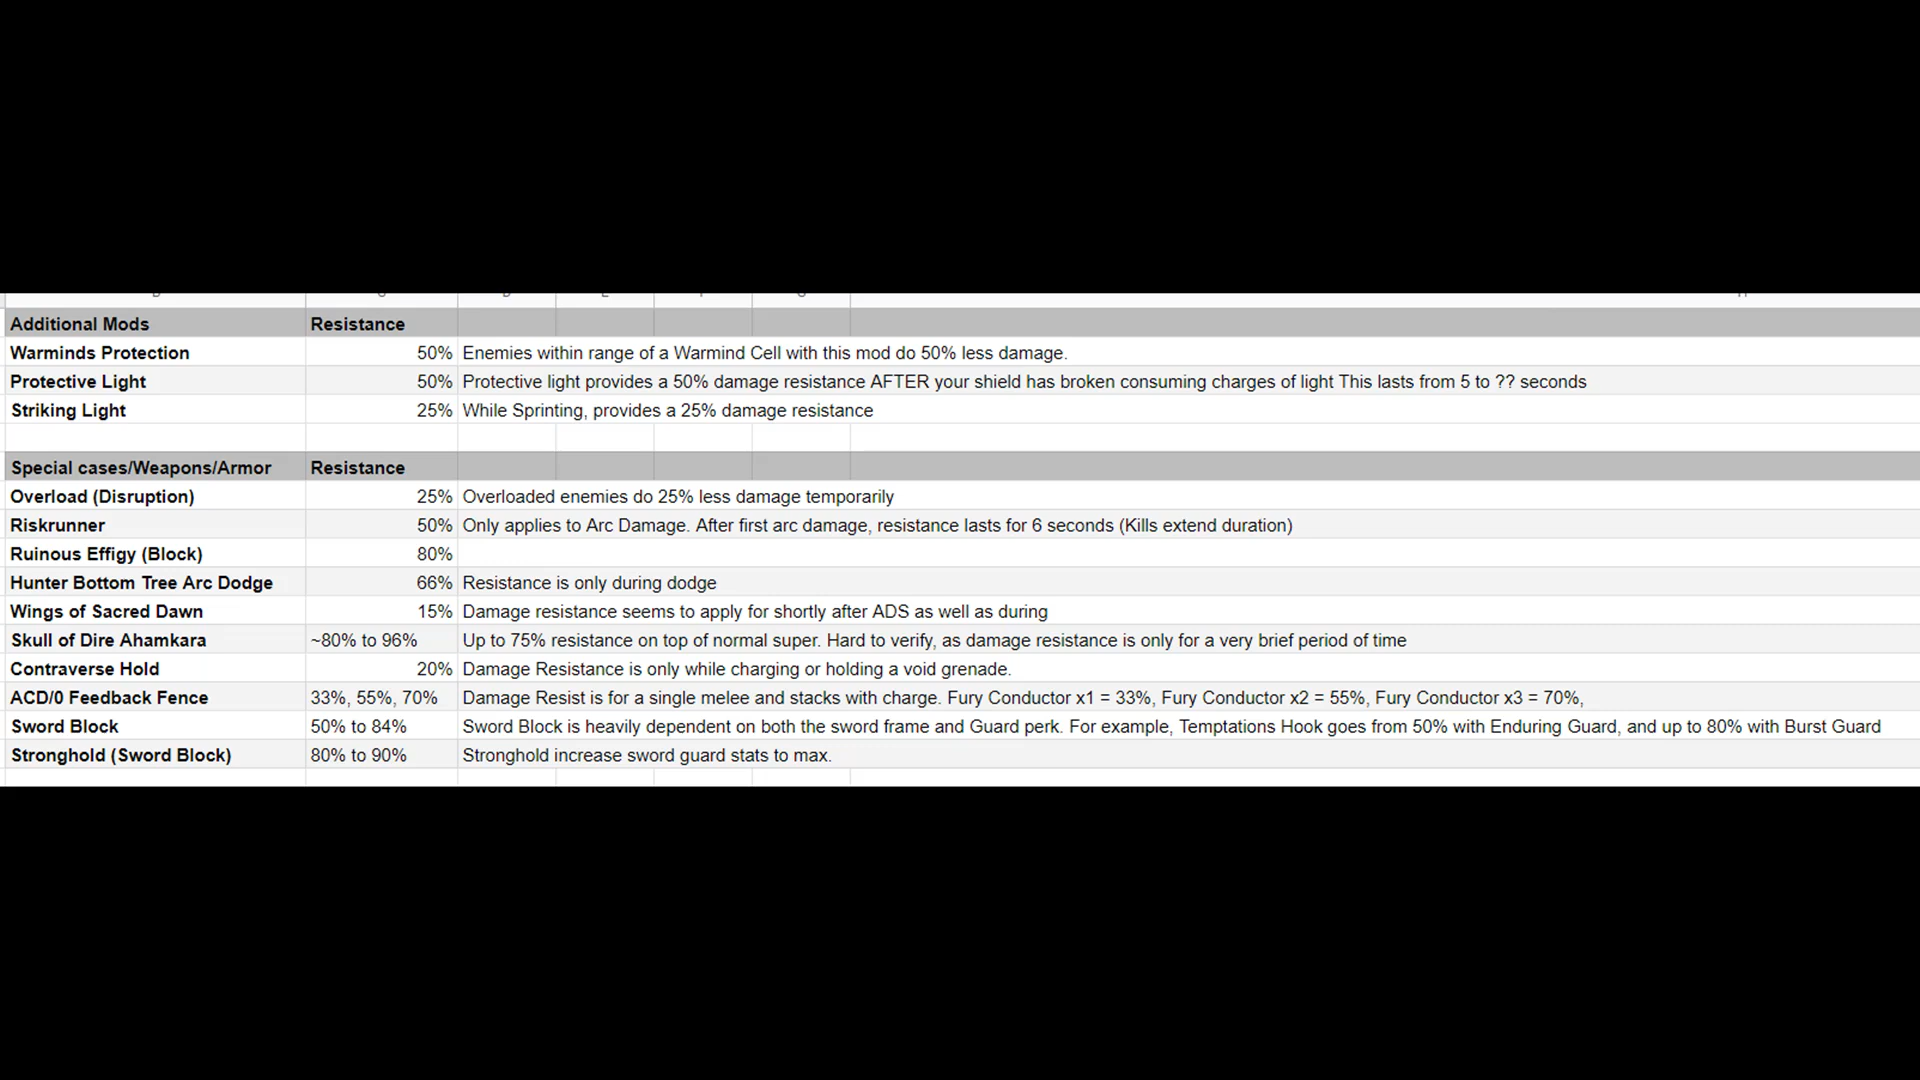 Additional Mods Resistance
Warminds Protection 50% Enemies within range of a Warmind Cell with this mod do 50% less damage.
Protective Light 50% Protective light provides a 50% damage resistance AFTER your shield has broken consuming charges of light This lasts from 5 to ?? seconds
Striking Light 25% While Sprinting, provides a 25% damage resistance
Special cases/Weapons/Armor Resistance
Overload (Disruption) 25% Overloaded enemies do 25% less damage temporarily
Riskrunner 50% Only applies to Arc Damage. After first arc damage, resistance lasts for 6 seconds (Kills extend duration)
Ruinous Effigy (Block) 80%
Hunter Bottom Tree Arc Dodge 66% Resistance is only during dodge
Wings of Sacred Dawn 15% Damage resistance seems to apply for shortly after ADS as well as during
Skull of Dire Ahamkara ~80% to 96% Up to 75% resistance on top of normal super. Hard to verify, as damage resistance is only for a very brief period of time
Contraverse Hold 20% Damage Resistance is only while charging or holding a void grenade.
ACD/0 Feedback Fence 33%, 55%, 70% Damage Resist is for a single melee and stacks with charge. Fury Conductor x1 = 33%, Fury Conductor x2 = 55%, Fury Conductor x3 = 70%,
Sword Block 50% to 84% Sword Block is heavily dependent on both the sword frame and Guard perk. For example, Temptations Hook goes from 50% with Enduring Guard, and up to 80% with Burst Guard
Stronghold (Sword Block) 80% to 90% Stronghold increase sword guard stats to max.